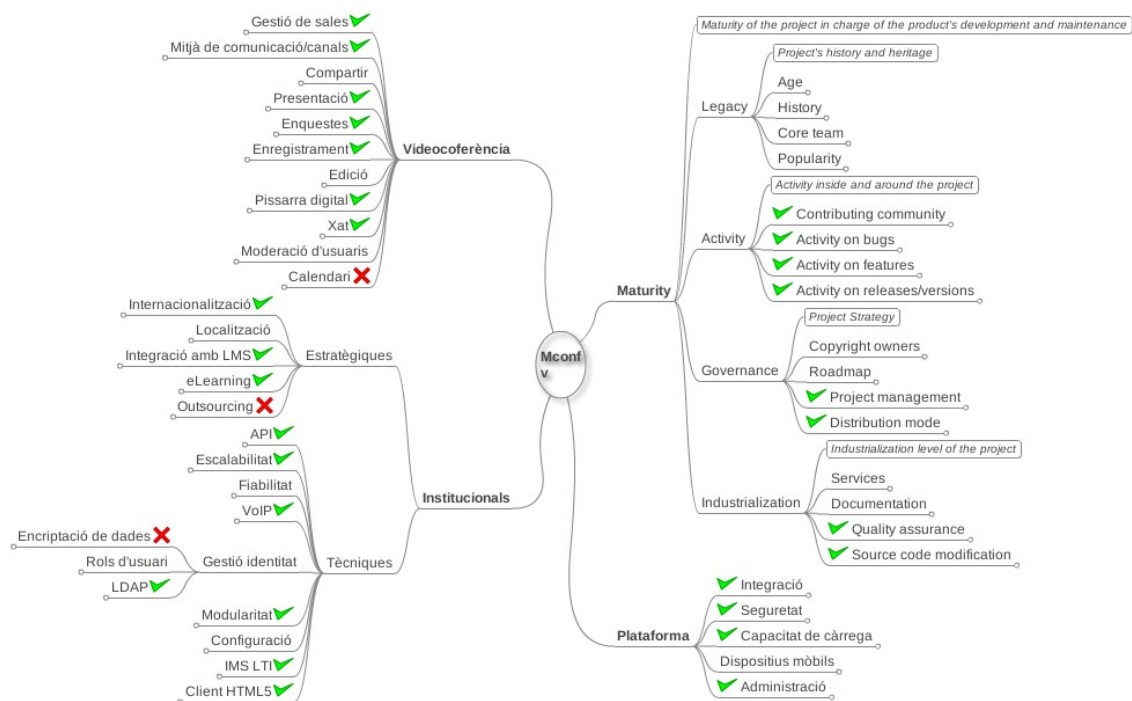 Gestió de sales
Mitjà de comunicació/canals
Compartir
Presentació
Enquestes
Enregistrament
Edició
Pissarra digital
Xat
Moderació d'usuaris
Calendari
Videocoferència
Internacionalització
Localització
Integració amb LMS
eLearning
Outsourcing
Estratègiques
API
Escalabilitat
Fiabilitat
VoIP
Encriptació de dades
Rols d'usuari
LDAP
Gestió identitat
Modularitat
Configuració
IMS LTI
Client HTML5
Tècniques
Institucionals
Mconf
v
Maturity
Maturity of the project in charge of the product's development and maintenance
Legacy
Project's history and heritage
Age
History
Core team
Popularity
Activity
Activity inside and around the project
Contributing community
Activity on bugs
Activity on features
Activity on releases/versions
Governance
Project Strategy
Copyright owners
Roadmap
Project management
Distribution mode
Industrialization
Industrialization level of the project
Services
Documentation
Quality assurance
Source code modification
Plataforma
Integració
Seguretat
Capacitat de càrrega
Dispositius mòbils
Administració